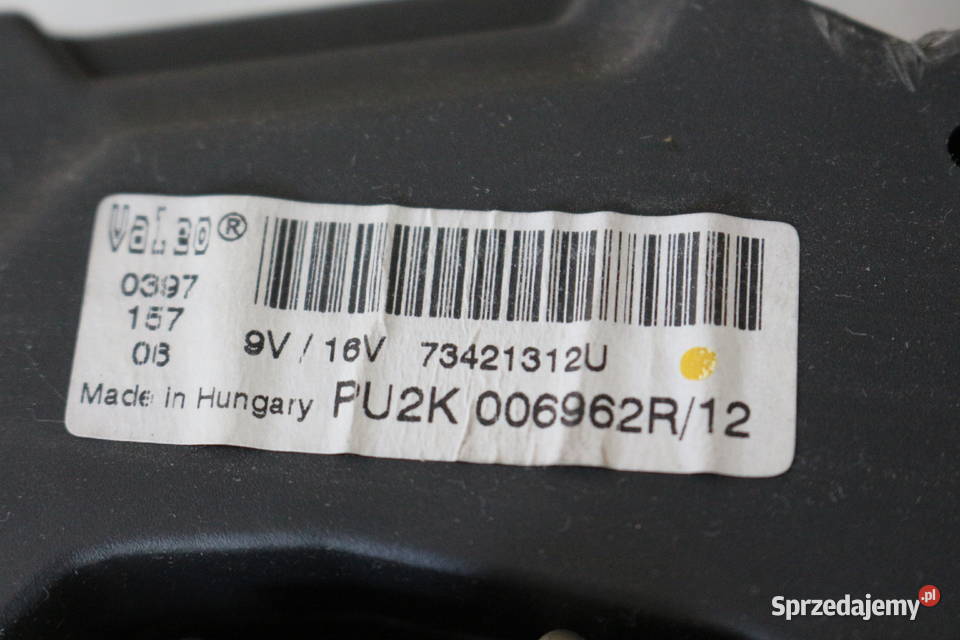 Valeo®
0397
157
08
9V / 16V 73421312U
Made in Hungary PU2K 006962R/12
Sprzedajemy.pl